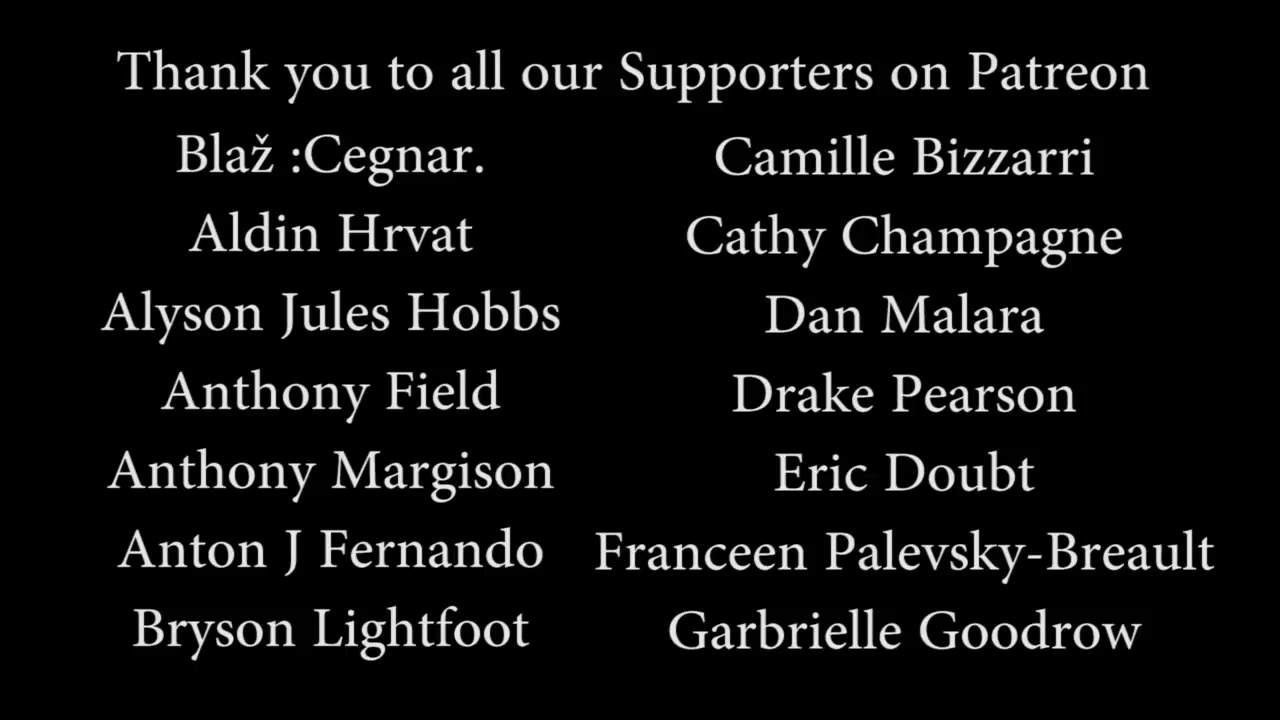 Thank you to all our Supporters on Patreon
Blaž :Cegnar.
Aldin Hrvat
Alyson Jules Hobbs
Anthony Field
Anthony Margison
Anton J Fernando
Bryson Lightfoot
Camille Bizzarri
Cathy Champagne
Dan Malara
Drake Pearson
Eric Doubt
Franceen Palevsky-Breault
Garbrielle Goodrow